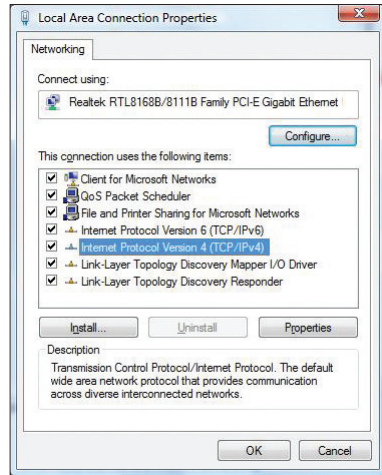 Local Area Connection Properties
Networking
Connect using:
Realtek RTL8168B/8111B Family PCI-E Gigabit Ethernet
Configure...
This connection uses the following items:
Client for Microsoft Networks
QoS Packet Scheduler
File and Printer Sharing for Microsoft Networks
Internet Protocol Version 6 (TCP/IPv6)
Internet Protocol Version 4 (TCP/IPv4)
Link-Layer Topology Discovery Mapper I/O Driver
Link-Layer Topology Discovery Responder
Install... Uninstall Properties
Description
Transmission Control Protocol/Internet Protocol. The default
wide area network protocol that provides communication
across diverse interconnected networks.
OK Cancel